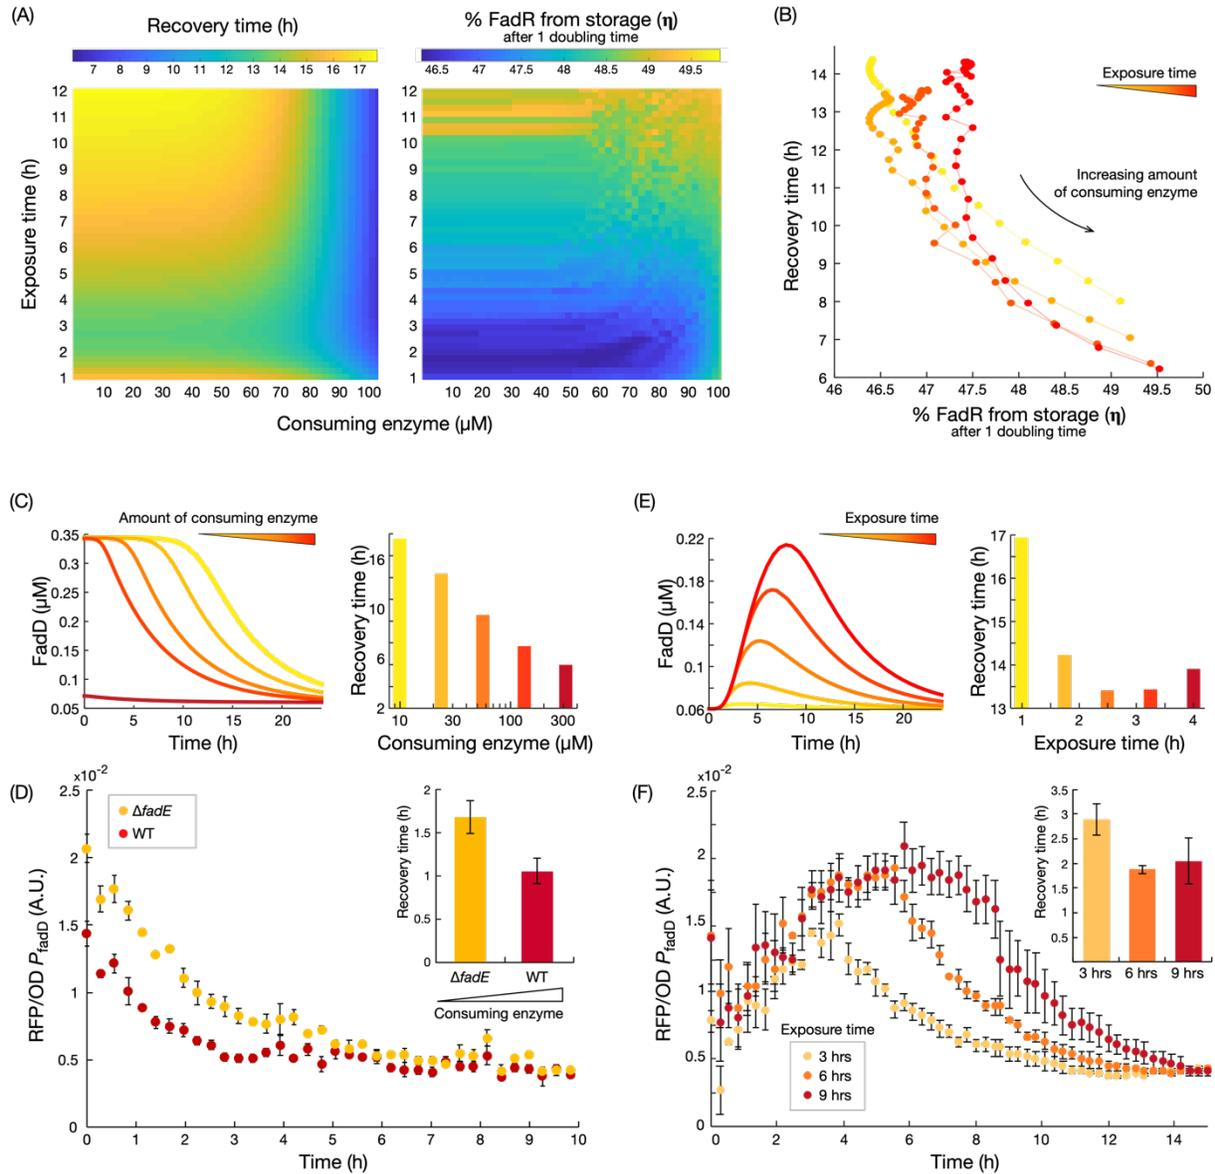 (A)
Recovery time (h)
7 8 9 10 11 12 13 14 15 16 17
% FadR from storage (η)
after 1 doubling time
46.5 47 47.5 48 48.5 49 49.5
Exposure time (h)
12
11
10
9
8
7
6
5
4
3
2
1
10 20 30 40 50 60 70 80 90 100
10 20 30 40 50 60 70 80 90 100
Consuming enzyme (µM)
(B)
Recovery time (h)
14
13
12
11
10
9
8
7
6
46 46.5 47 47.5 48 48.5 49 49.5 50
% FadR from storage (η)
after 1 doubling time
Exposure time
Increasing amount
of consuming enzyme
(C)
Amount of consuming enzyme
FadD (µM)
0.35
0.3
0.25
0.2
0.15
0.1
0.05
0 5 10 15 20
Time (h)
Recovery time (h)
16
10
6
2
10 30 100 300
Consuming enzyme (µM)
(E)
Exposure time
FadD (µM)
0.22
0.18
0.14
0.1
0.06
0 5 10 15 20
Time (h)
Recovery time (h)
17
16
15
14
13
1 2 3 4
Exposure time (h)
(D)
x10⁻²
RFP/OD PfadD (A.U.)
2.5
2
1.5
1
0.5
0
0 1 2 3 4 5 6 7 8 9 10
Time (h)
ΔfadE
WT
Recovery time (h)
2
1.5
1
0.5
0
ΔfadE WT
Consuming enzyme
(F)
x10⁻²
RFP/OD PfadD (A.U.)
2.5
2
1.5
1
0.5
0
0 2 4 6 8 10 12 14
Time (h)
Exposure time
3 hrs
6 hrs
9 hrs
Recovery time (h)
3.5
3
2.5
2
1.5
1
0.5
3 hrs 6 hrs 9 hrs